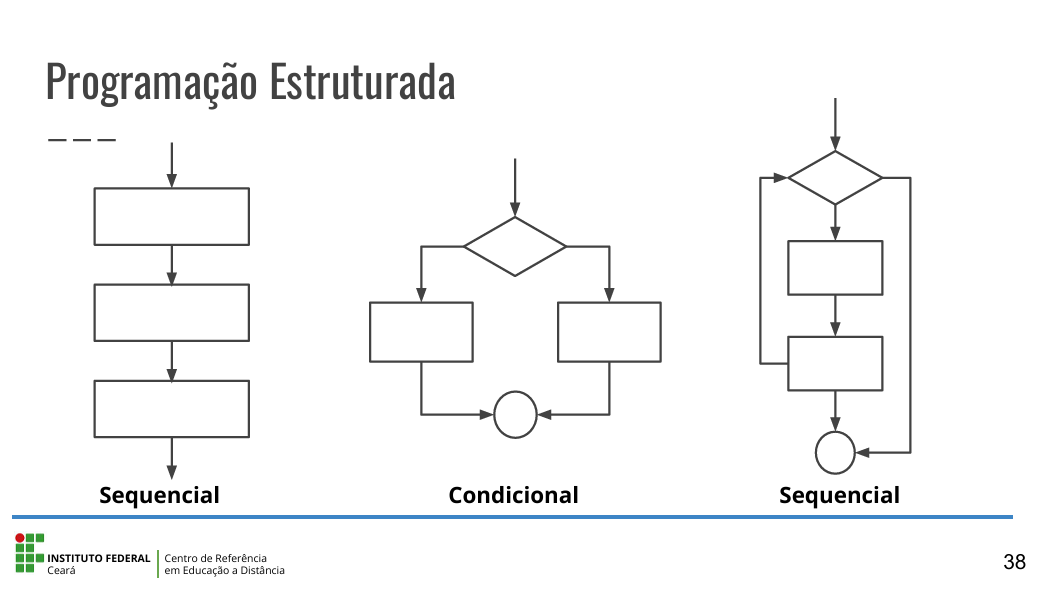 Programação Estruturada
Sequencial
Condicional
Sequencial
INSTITUTO FEDERAL
Ceará
Centro de Referência
em Educação a Distância
38